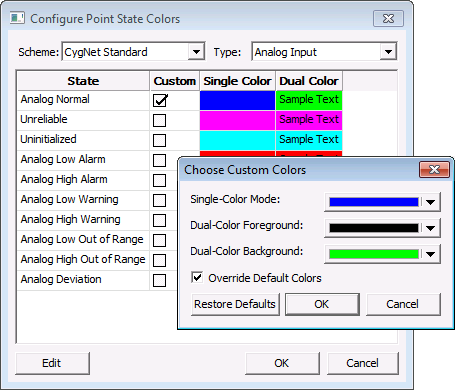 Configure Point State Colors
Scheme: CygNet Standard Type: Analog Input
State Custom Single Color Dual Color
Analog Normal Sample Text
Unreliable Sample Text
Uninitialized Sample Text
Analog Low Alarm
Analog High Alarm
Analog Low Warning
Analog High Warning
Analog Low Out of Range
Analog High Out of Range
Analog Deviation
Edit OK Cancel
Choose Custom Colors
Single-Color Mode:
Dual-Color Foreground:
Dual-Color Background:
Override Default Colors
Restore Defaults OK Cancel